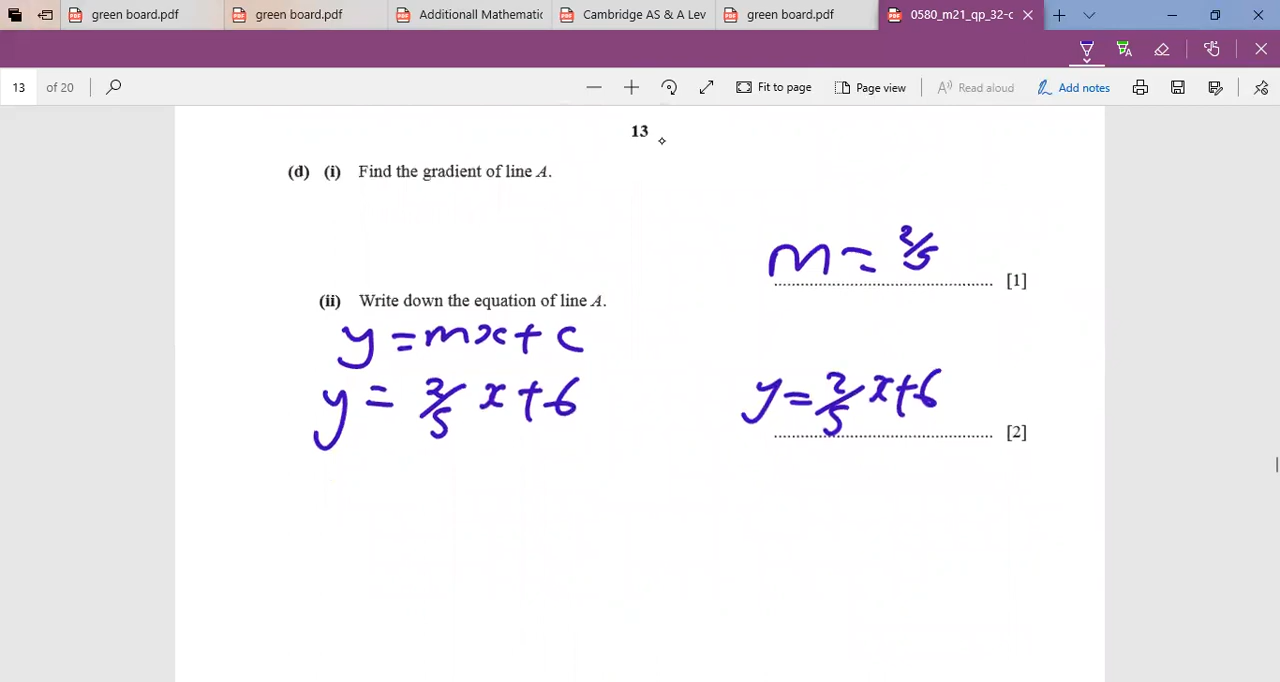 green board.pdf
green board.pdf
Additionall Mathematic
Cambridge AS & A Lev
green board.pdf
0580_m21_qp_32-c
13 of 20
Fit to page
Page view
Read aloud
Add notes
13
(d) (i) Find the gradient of line A.
m = 2/5
[1]
(ii) Write down the equation of line A.
y = mx + c
y = 2/5 x + 6
y = 2/5 x + 6
[2]